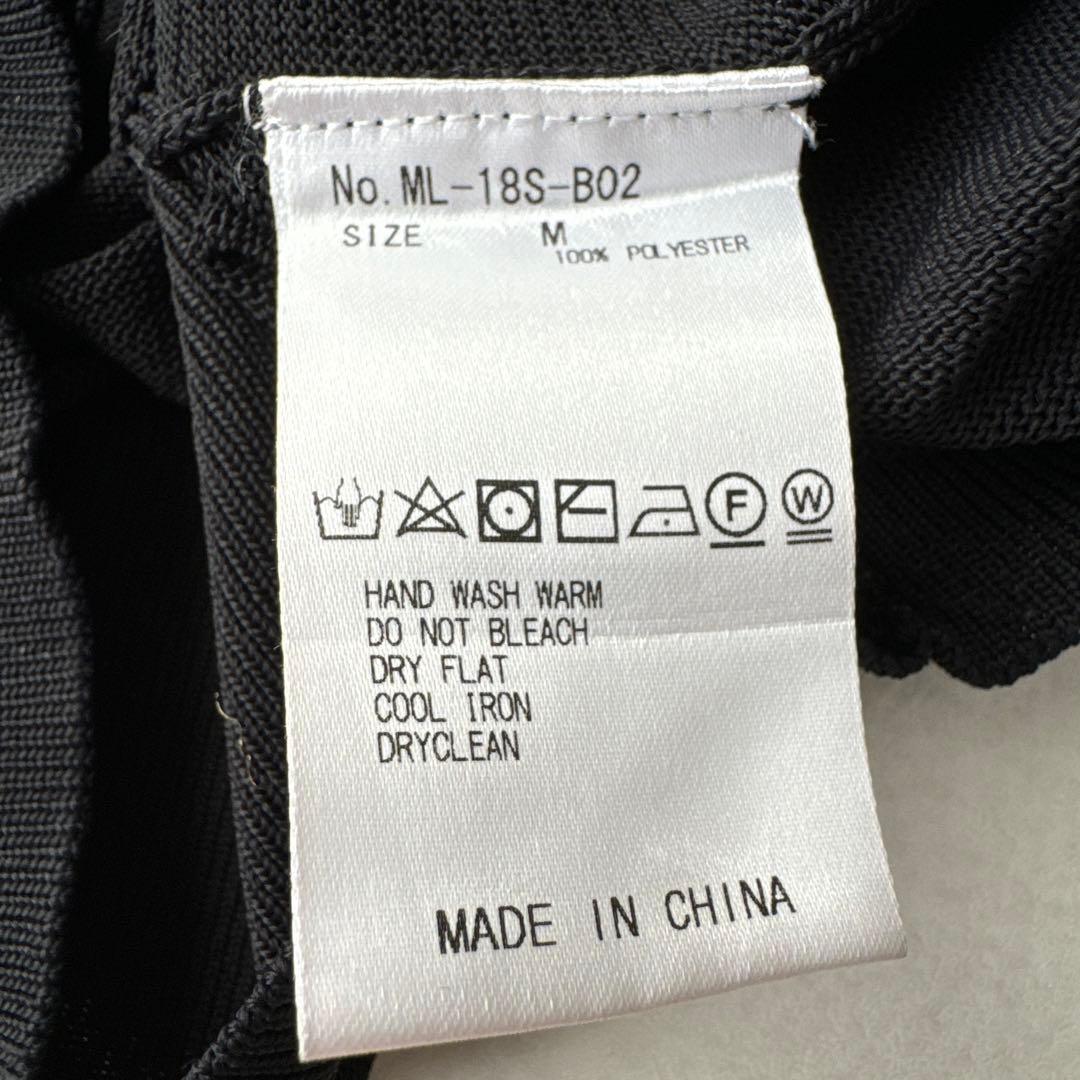 No. ML-18S-B02
SIZE M
100% POLYESTER
F W
HAND WASH WARM
DO NOT BLEACH
DRY FLAT
COOL IRON
DRYCLEAN
MADE IN CHINA